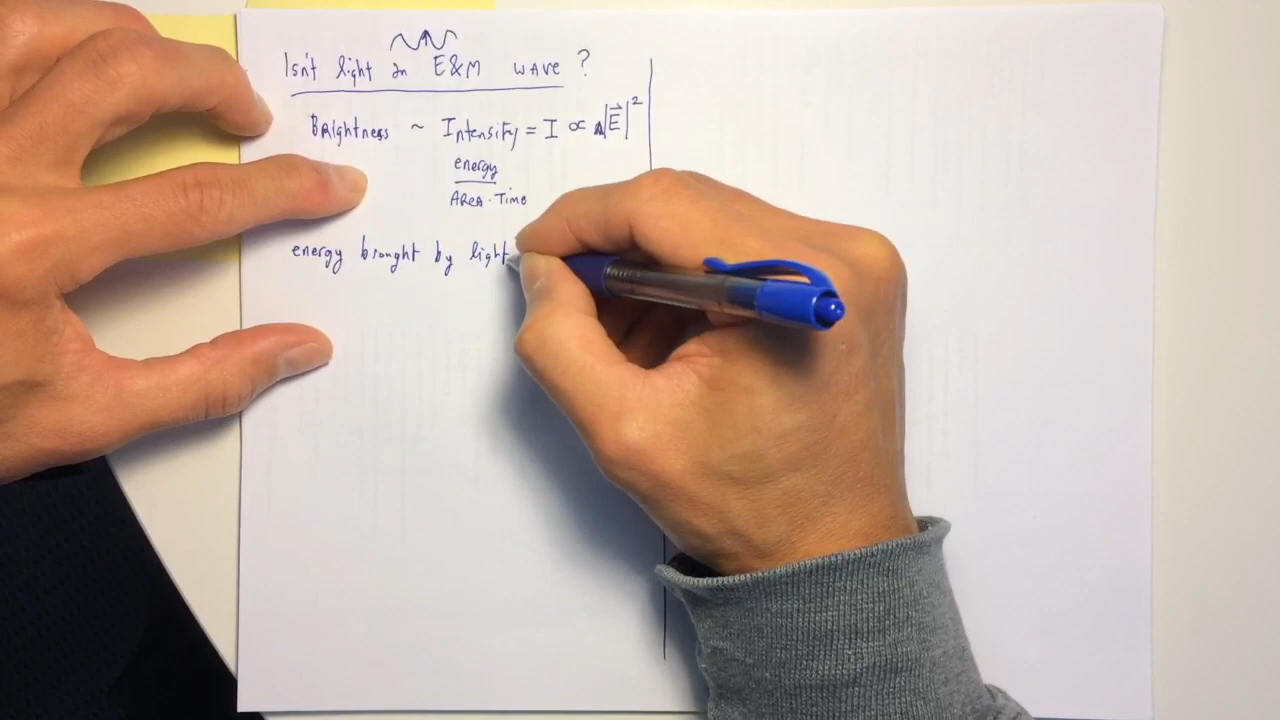 Isn't light an E&M wave ?
Brightness ~ Intensity = I ∝ |E⃗|²
energy
Area · Time
energy brought by light